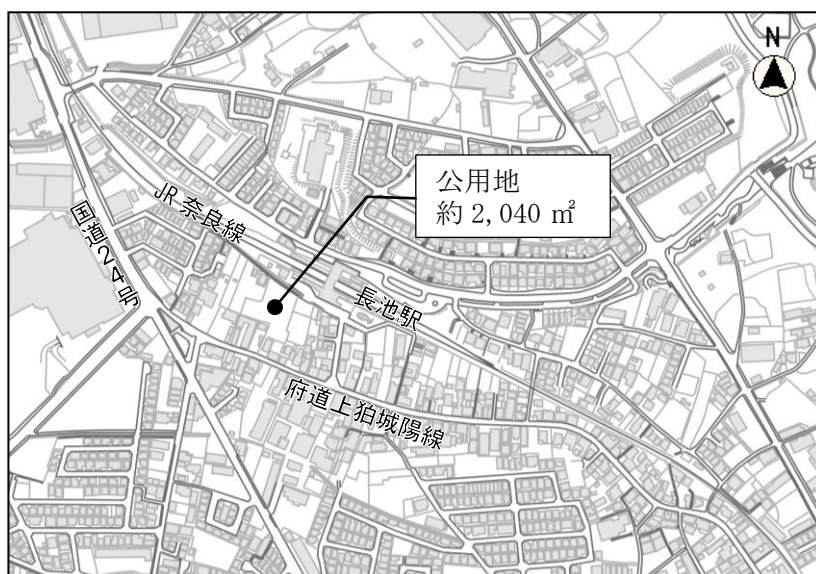 N
公用地
約 2,040 ㎡
JR 奈良線
国道24号
長池駅
府道上狛城陽線